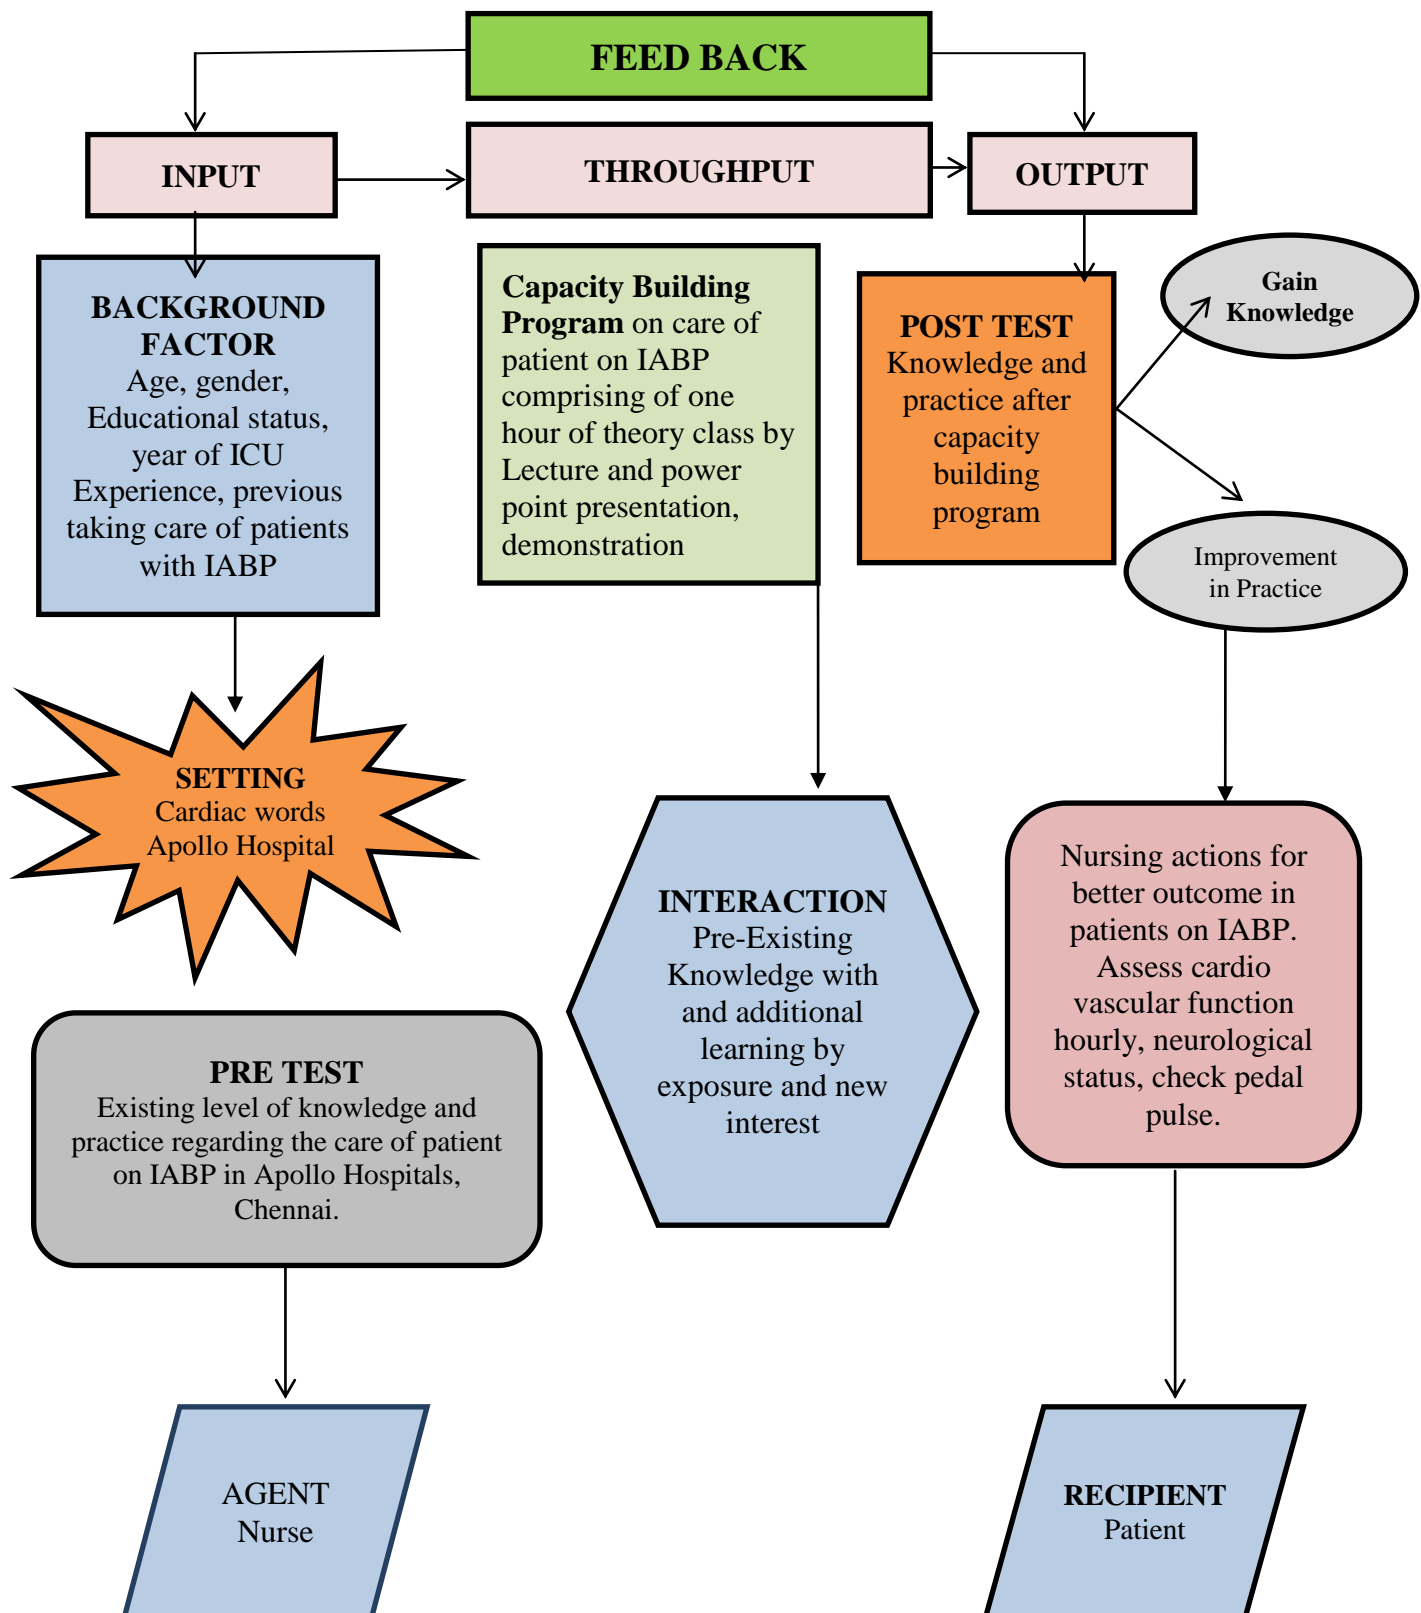 FEED BACK
INPUT
THROUGHPUT
OUTPUT
BACKGROUND
FACTOR
Age, gender,
Educational status,
year of ICU
Experience, previous
taking care of patients
with IABP
Capacity Building
Program on care of
patient on IABP
comprising of one
hour of theory class by
Lecture and power
point presentation,
demonstration
POST TEST
Knowledge and
practice after
capacity
building
program
Gain
Knowledge
Improvement
in Practice
SETTING
Cardiac words
Apollo Hospital
INTERACTION
Pre-Existing
Knowledge with
and additional
learning by
exposure and new
interest
Nursing actions for
better outcome in
patients on IABP.
Assess cardio
vascular function
hourly, neurological
status, check pedal
pulse.
PRE TEST
Existing level of knowledge and
practice regarding the care of patient
on IABP in Apollo Hospitals,
Chennai.
AGENT
Nurse
RECIPIENT
Patient